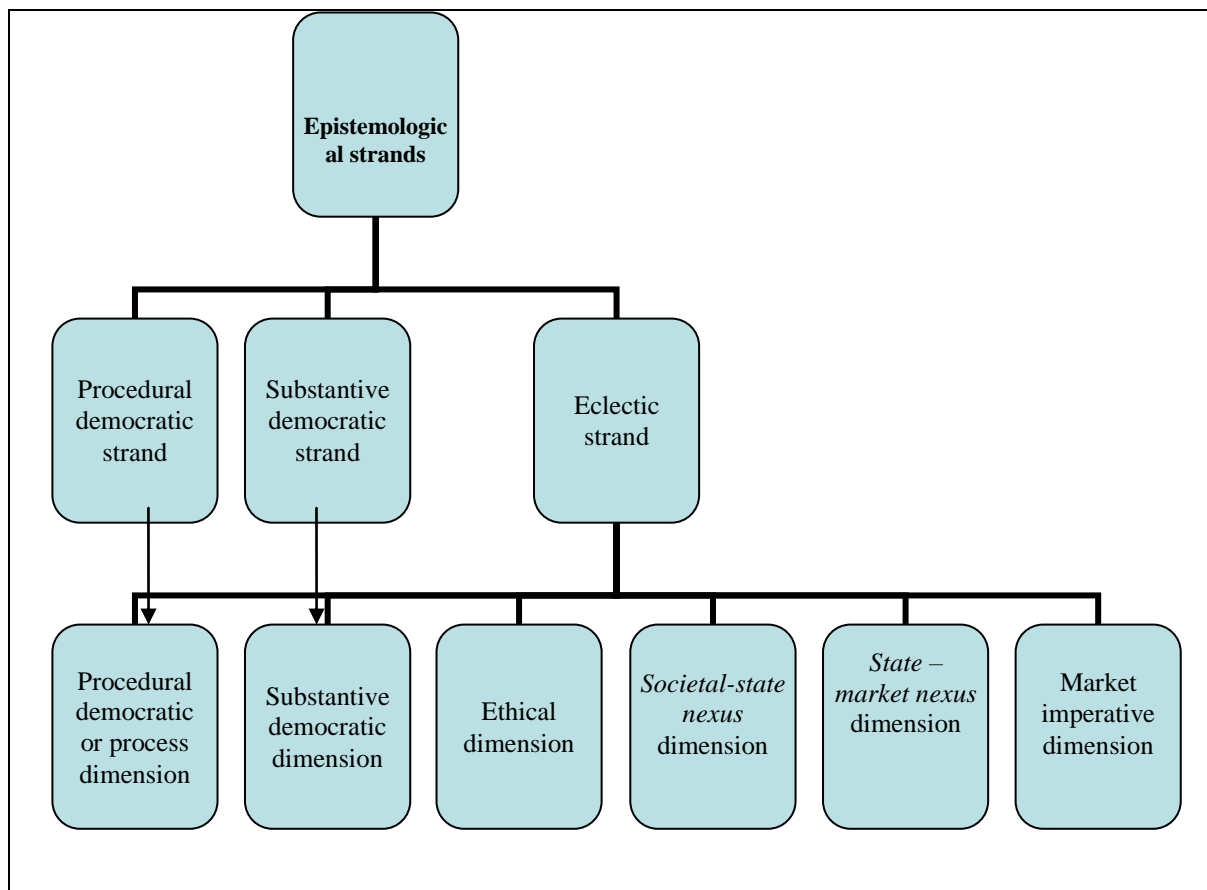 Epistemologic
al strands
Procedural
democratic
strand
Substantive
democratic
strand
Eclectic
strand
Procedural
democratic
or process
dimension
Substantive
democratic
dimension
Ethical
dimension
Societal-state
nexus
dimension
State –
market nexus
dimension
Market
imperative
dimension